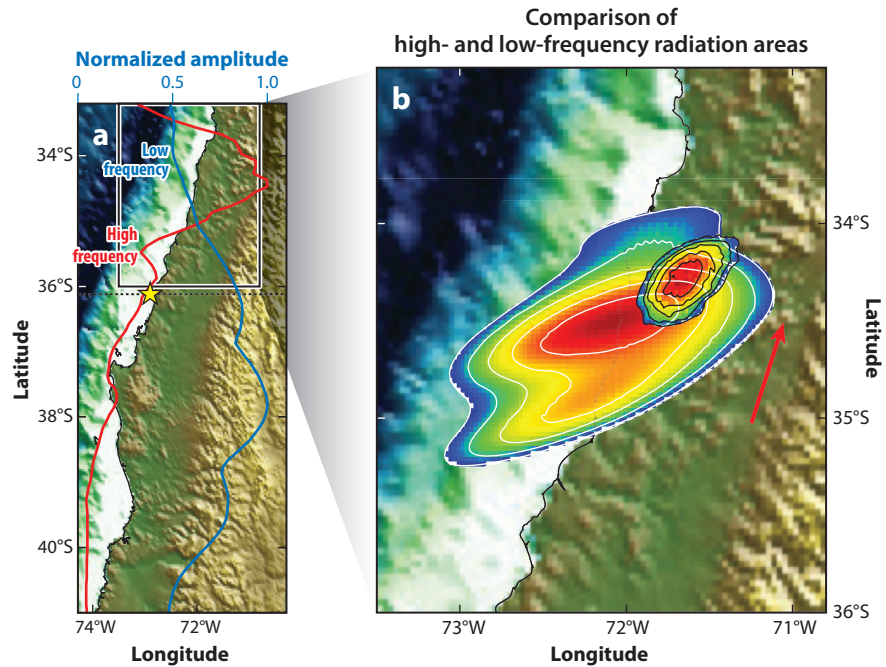 Comparison of
high- and low-frequency radiation areas
Normalized amplitude
0 0.5 1.0
a
Low
frequency
High
frequency
34°S
36°S
38°S
40°S
Latitude
74°W 72°W
Longitude
b
34°S
35°S
36°S
Latitude
73°W 72°W 71°W
Longitude